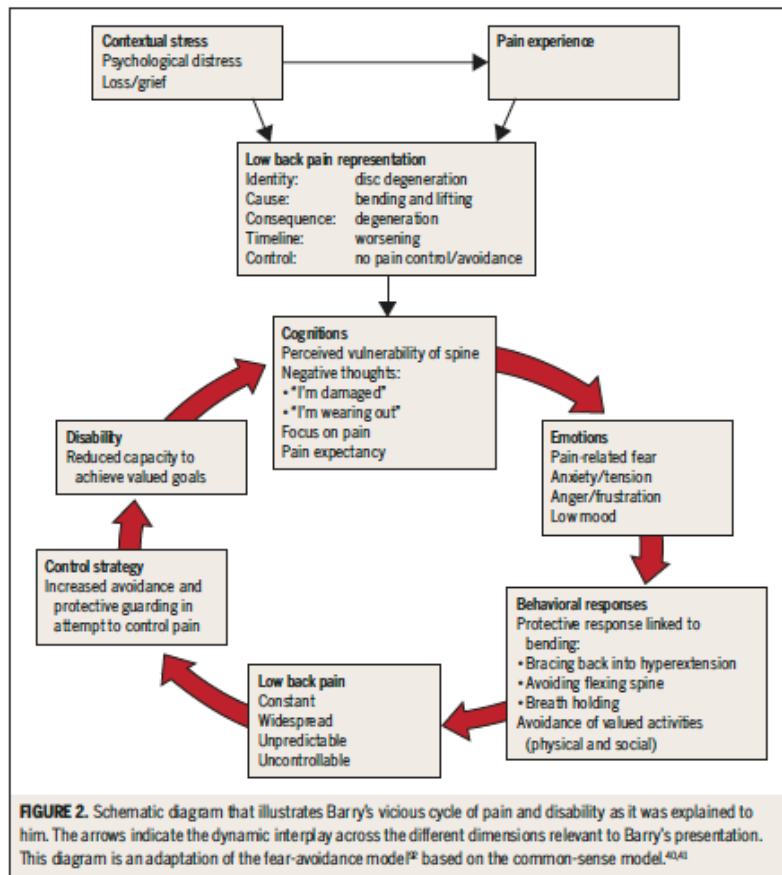 Contextual stress
Psychological distress
Loss/grief
Pain experience
Low back pain representation
Identity: disc degeneration
Cause: bending and lifting
Consequence: degeneration
Timeline: worsening
Control: no pain control/avoidance
Cognitions
Perceived vulnerability of spine
Negative thoughts:
• "I'm damaged"
• "I'm wearing out"
Focus on pain
Pain expectancy
Emotions
Pain-related fear
Anxiety/tension
Anger/frustration
Low mood
Behavioral responses
Protective response linked to
bending:
• Bracing back into hyperextension
• Avoiding flexing spine
• Breath holding
Avoidance of valued activities
(physical and social)
Low back pain
Constant
Widespread
Unpredictable
Uncontrollable
Control strategy
Increased avoidance and
protective guarding in
attempt to control pain
Disability
Reduced capacity to
achieve valued goals
FIGURE 2. Schematic diagram that illustrates Barry's vicious cycle of pain and disability as it was explained to
him. The arrows indicate the dynamic interplay across the different dimensions relevant to Barry's presentation.
This diagram is an adaptation of the fear-avoidance model based on the common-sense model.40,41